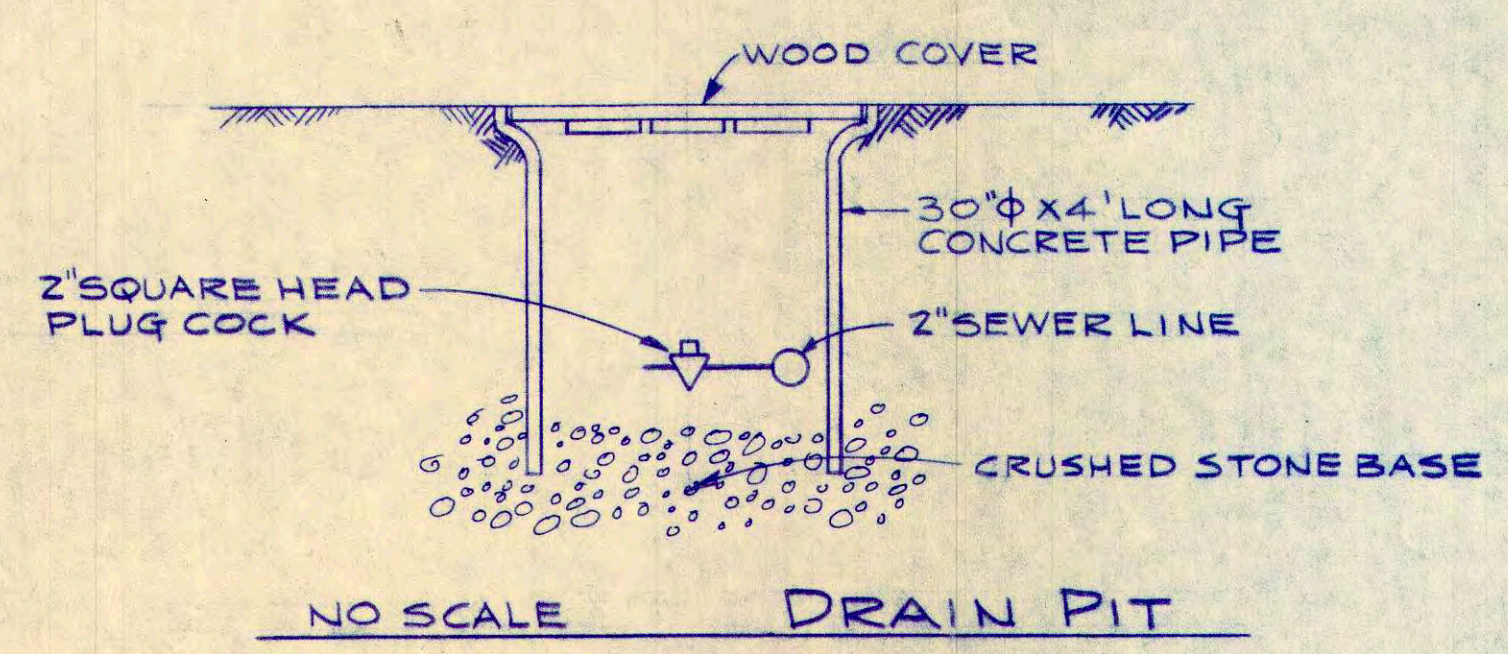 WOOD COVER
30"ϕ X 4' LONG
CONCRETE PIPE
2" SQUARE HEAD
PLUG COCK
2" SEWER LINE
CRUSHED STONE BASE
NO SCALE DRAIN PIT